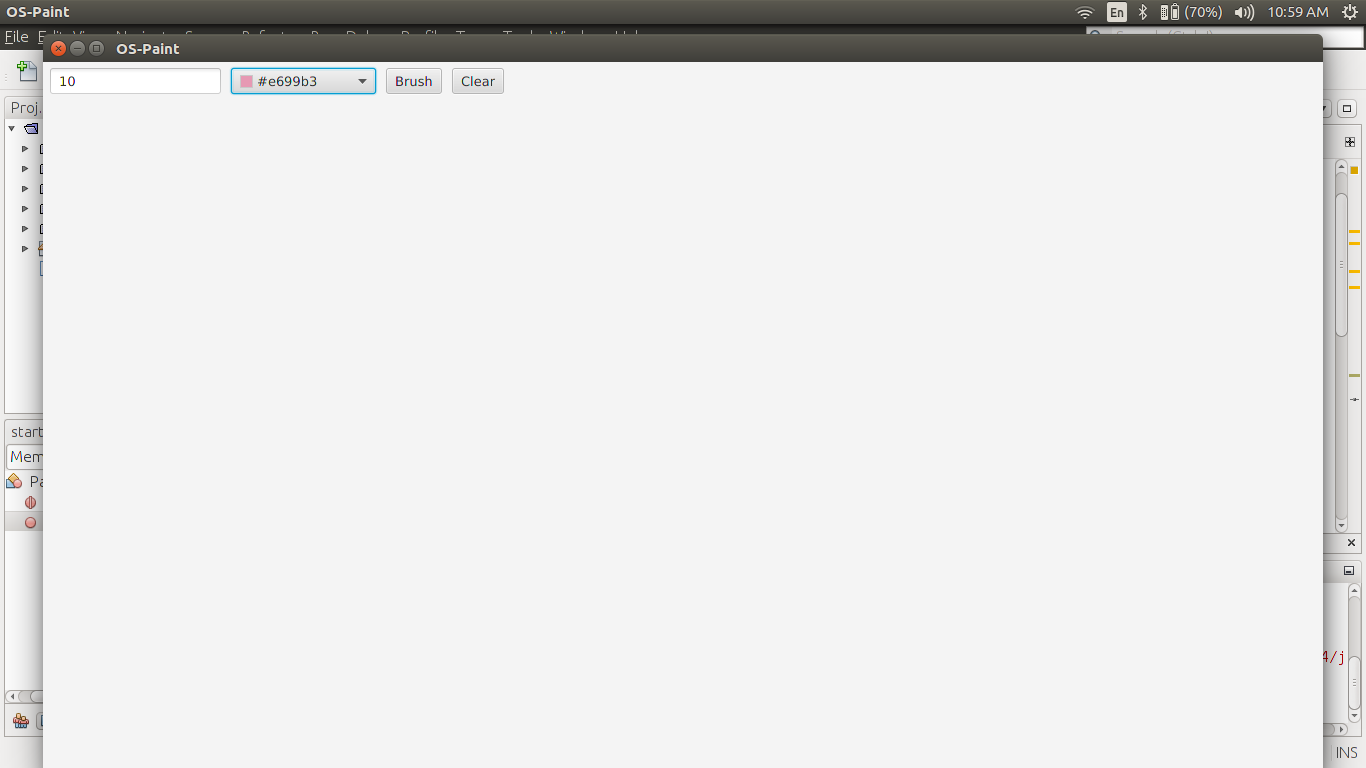 OS-Paint
En (70%) 10:59 AM
File
OS-Paint
10 #e699b3 Brush Clear
Proj
start
Mem
Pa
4/j
INS